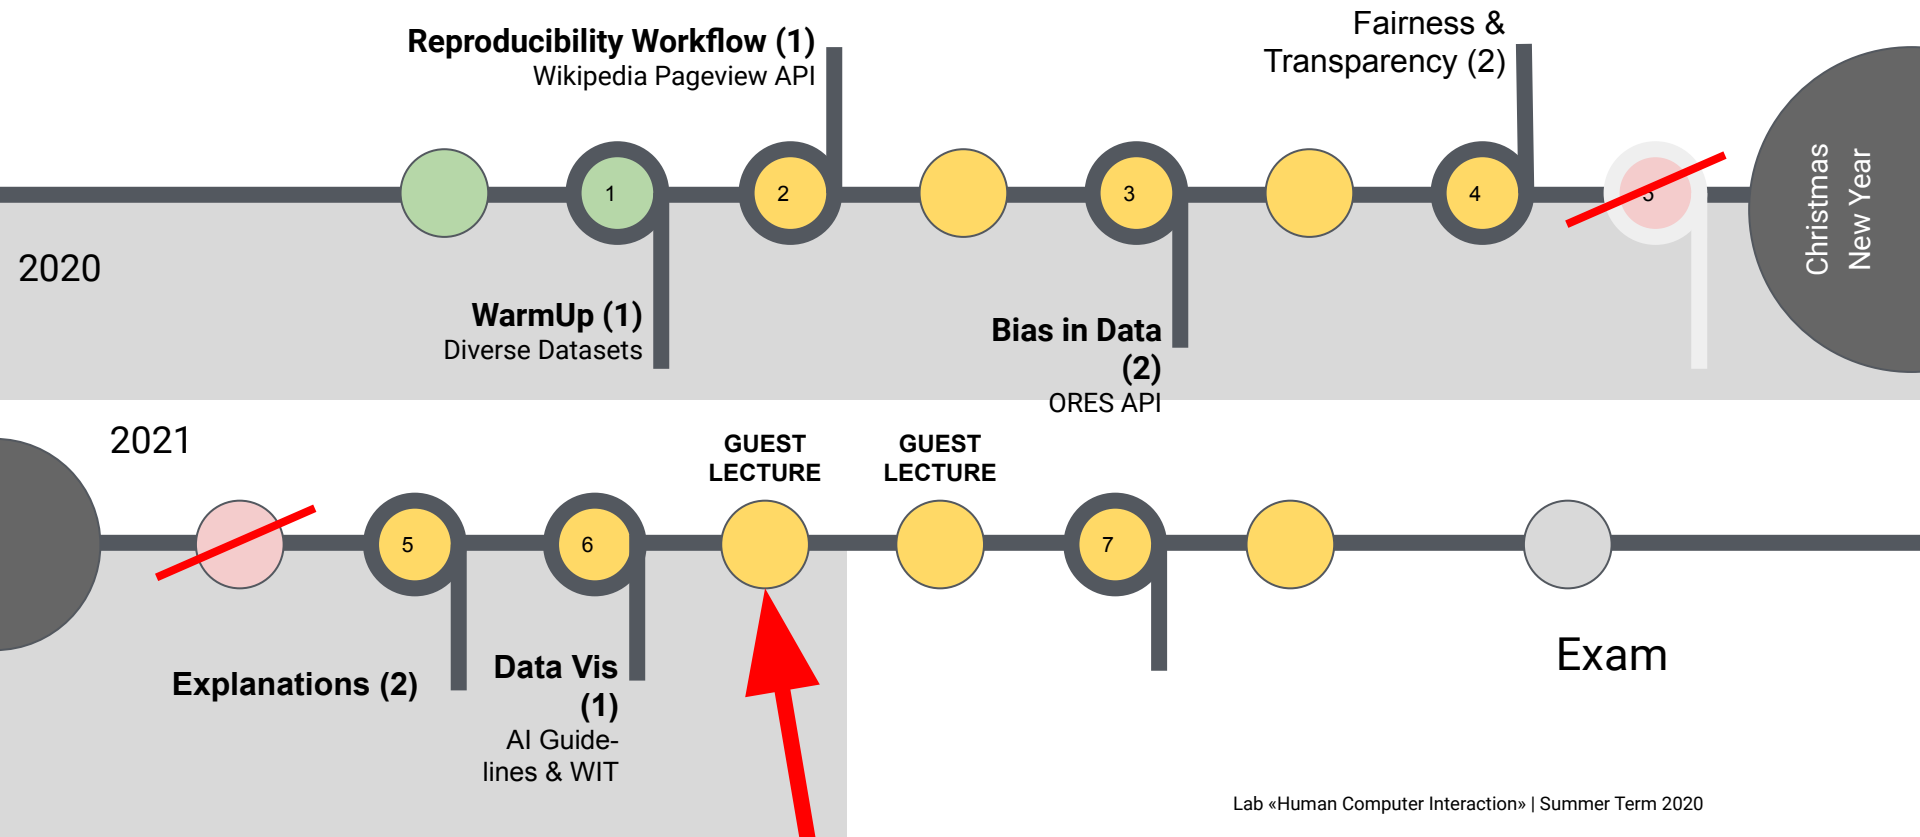 Reproducibility Workflow (1)
Wikipedia Pageview API
Fairness &
Transparency (2)
1
2
3
4
5
Christmas
New Year
2020
WarmUp (1)
Diverse Datasets
Bias in Data
(2)
ORES API
2021
GUEST
LECTURE
GUEST
LECTURE
5
6
7
Explanations (2)
Data Vis
(1)
AI Guide-
lines & WIT
Exam
Lab «Human Computer Interaction» | Summer Term 2020